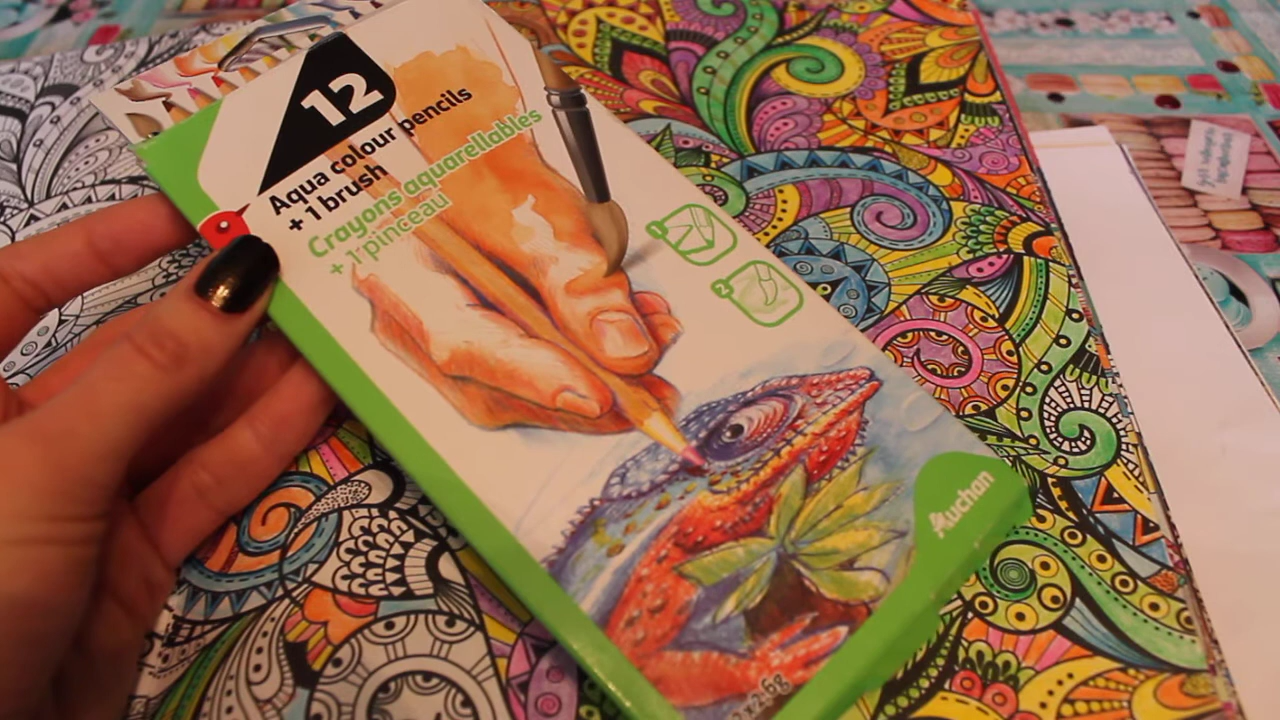 12
Aqua colour pencils
+ 1 brush
Crayons aquarellables
+ 1 pinceau
1
2
Auchan